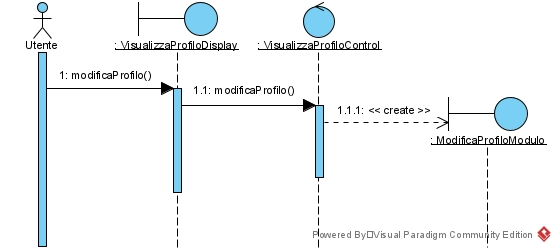 Utente
: VisualizzaProfiloDisplay
: VisualizzaProfiloControl
1: modificaProfilo()
1.1: modificaProfilo()
1.1.1: << create >>
: ModificaProfiloModulo
Powered By Visual Paradigm Community Edition